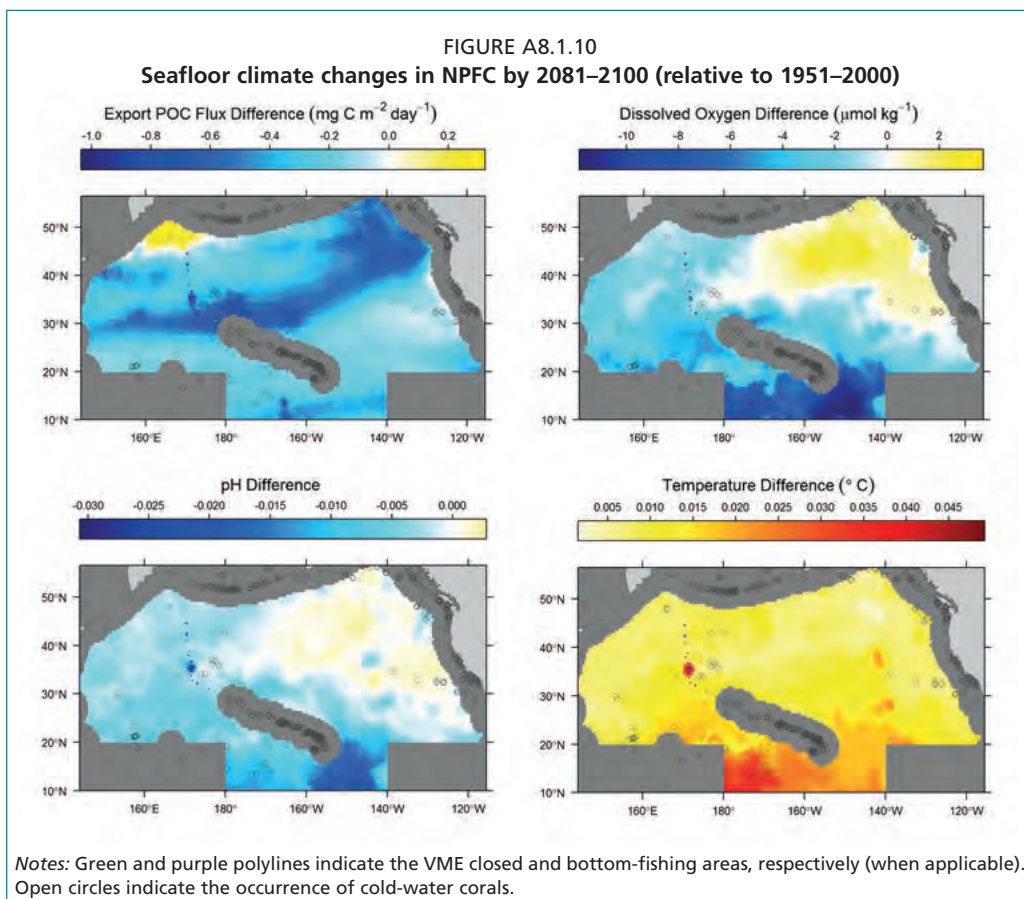 FIGURE A8.1.10
Seafloor climate changes in NPFC by 2081–2100 (relative to 1951–2000)
Export POC Flux Difference (mg C m⁻² day⁻¹)
-1.0 -0.8 -0.6 -0.4 -0.2 0.0 0.2
50°N
40°N
30°N
20°N
10°N
160°E 180° 160°W 140°W 120°W
Dissolved Oxygen Difference (µmol kg⁻¹)
-10 -8 -6 -4 -2 0 2
50°N
40°N
30°N
20°N
10°N
160°E 180° 160°W 140°W 120°W
pH Difference
-0.030 -0.025 -0.020 -0.015 -0.010 -0.005 0.000
50°N
40°N
30°N
20°N
10°N
160°E 180° 160°W 140°W 120°W
Temperature Difference (° C)
0.005 0.010 0.015 0.020 0.025 0.030 0.035 0.040 0.045
50°N
40°N
30°N
20°N
10°N
160°E 180° 160°W 140°W 120°W
Notes: Green and purple polylines indicate the VME closed and bottom-fishing areas, respectively (when applicable).
Open circles indicate the occurrence of cold-water corals.